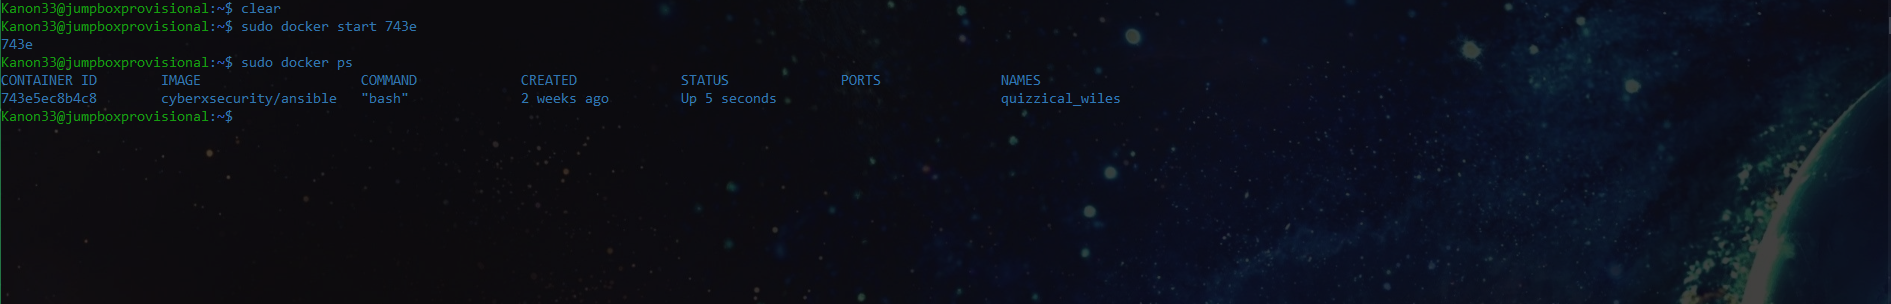 Kanon33@jumpboxprovisional:~$ clear
Kanon33@jumpboxprovisional:~$ sudo docker start 743e
743e
Kanon33@jumpboxprovisional:~$ sudo docker ps
CONTAINER ID        IMAGE                    COMMAND             CREATED             STATUS              PORTS               NAMES
743e5ec8b4c8        cyberxsecurity/ansible   "bash"              2 weeks ago         Up 5 seconds                            quizzical_wiles
Kanon33@jumpboxprovisional:~$